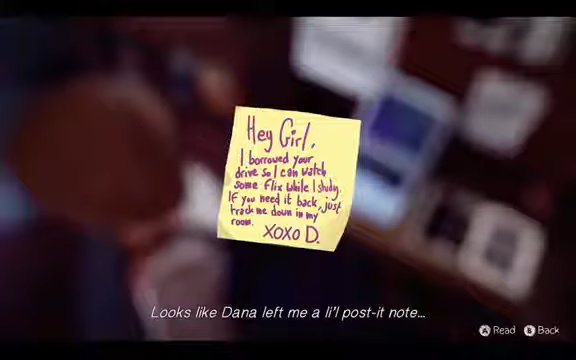 Hey Girl,
I borrowed your
drive so I can watch
some Flix while I study.
If you need it back, just
track me down in my
room.
XOXO D.
Looks like Dana left me a li'l post-it note...
A Read B Back